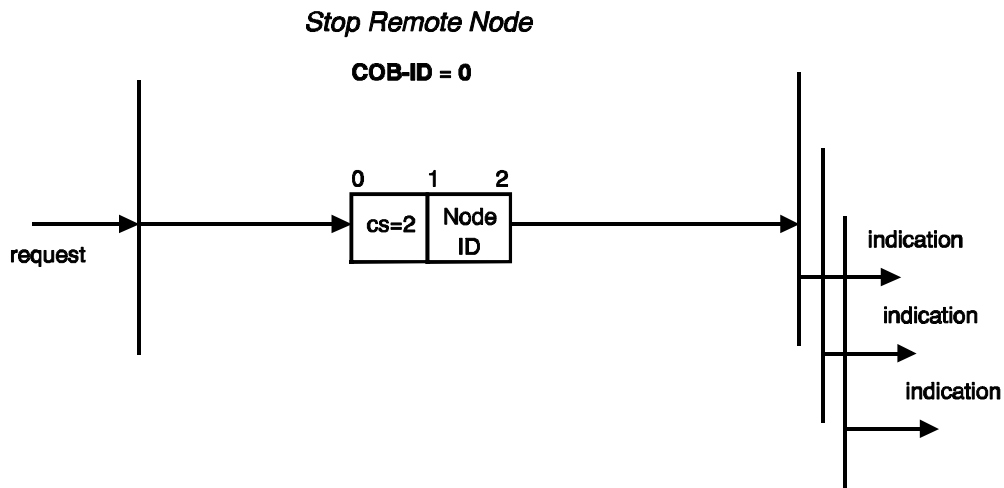 Stop Remote Node
COB-ID = 0
0 1 2
cs=2
Node
ID
request
indication
indication
indication